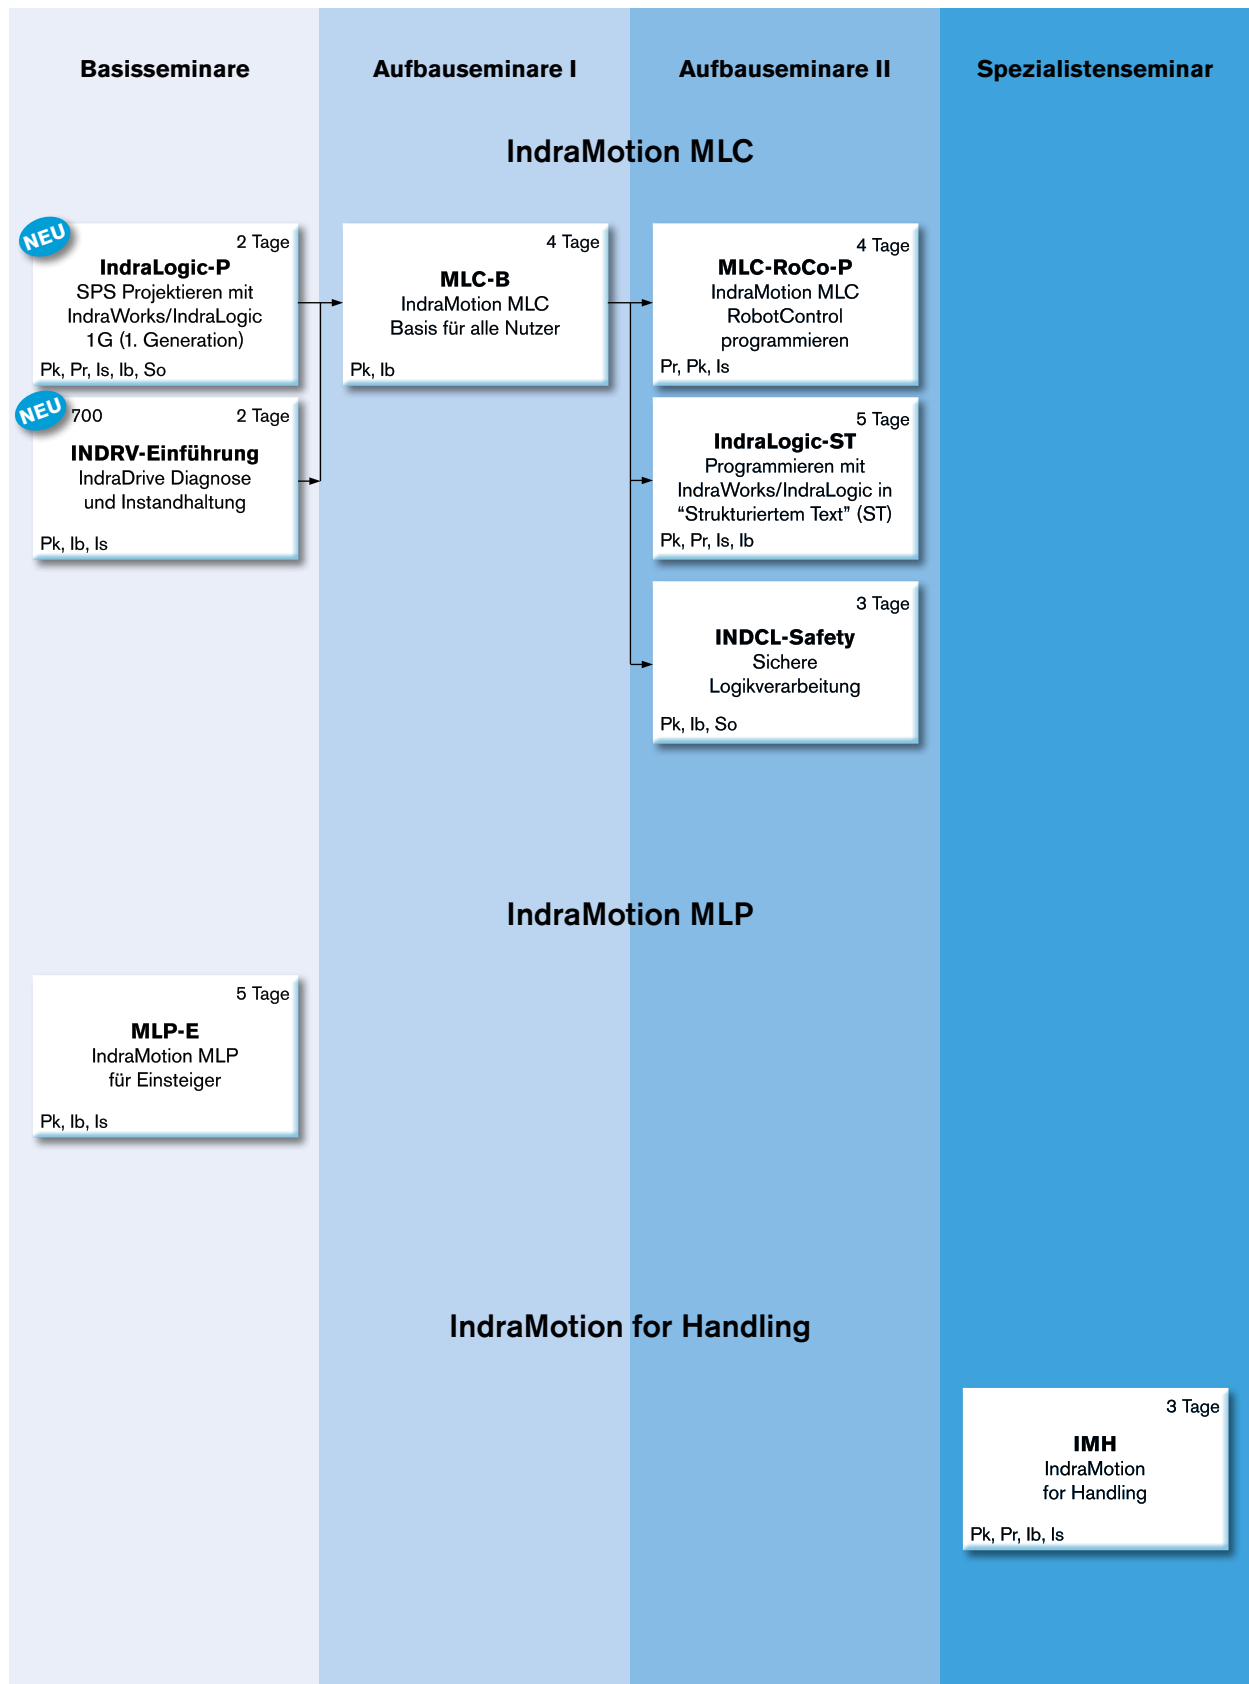 Basisseminare
Aufbauseminare I
Aufbauseminare II
Spezialistenseminar
IndraMotion MLC
NEU
2 Tage
IndraLogic-P
SPS Projektieren mit
IndraWorks/IndraLogic
1G (1. Generation)
Pk, Pr, Is, Ib, So
4 Tage
MLC-B
IndraMotion MLC
Basis für alle Nutzer
Pk, Ib
4 Tage
MLC-RoCo-P
IndraMotion MLC
RobotControl
programmieren
Pr, Pk, Is
NEU
700
2 Tage
INDRV-Einführung
IndraDrive Diagnose
und Instandhaltung
Pk, Ib, Is
5 Tage
IndraLogic-ST
Programmieren mit
IndraWorks/IndraLogic in
“Strukturiertem Text” (ST)
Pk, Pr, Is, Ib
3 Tage
INDCL-Safety
Sichere
Logikverarbeitung
Pk, Ib, So
IndraMotion MLP
5 Tage
MLP-E
IndraMotion MLP
für Einsteiger
Pk, Ib, Is
IndraMotion for Handling
3 Tage
IMH
IndraMotion
for Handling
Pk, Pr, Ib, Is